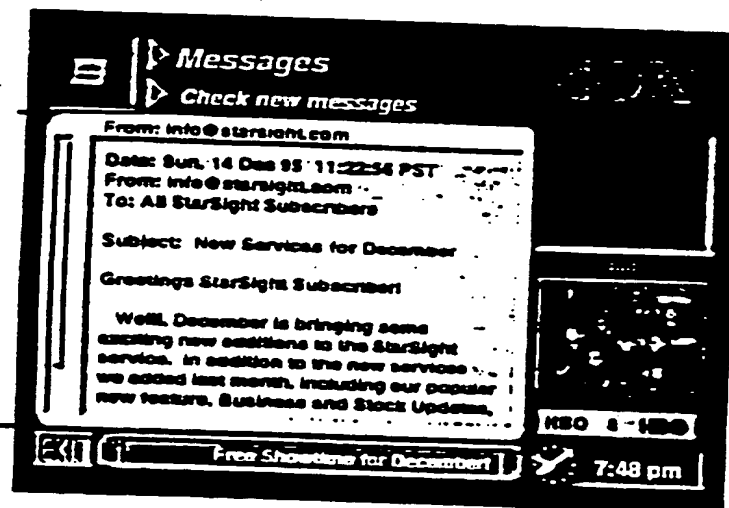 Messages
Check new messages
From: info@starsight.com
Date: Sun, 14 Dec 95 11:22:56 PST
From: info@starsight.com
To: All StarSight Subscribers
Subject: New Services for December
Greetings StarSight Subscriber!
Well, December is bringing some
exciting new additions to the StarSight
service. In addition to the new services
we added last month, including our popular
new feature, Business and Stock Updates,
HBO 8 HBO
EXIT
Free Showtime for December!
7:48 pm